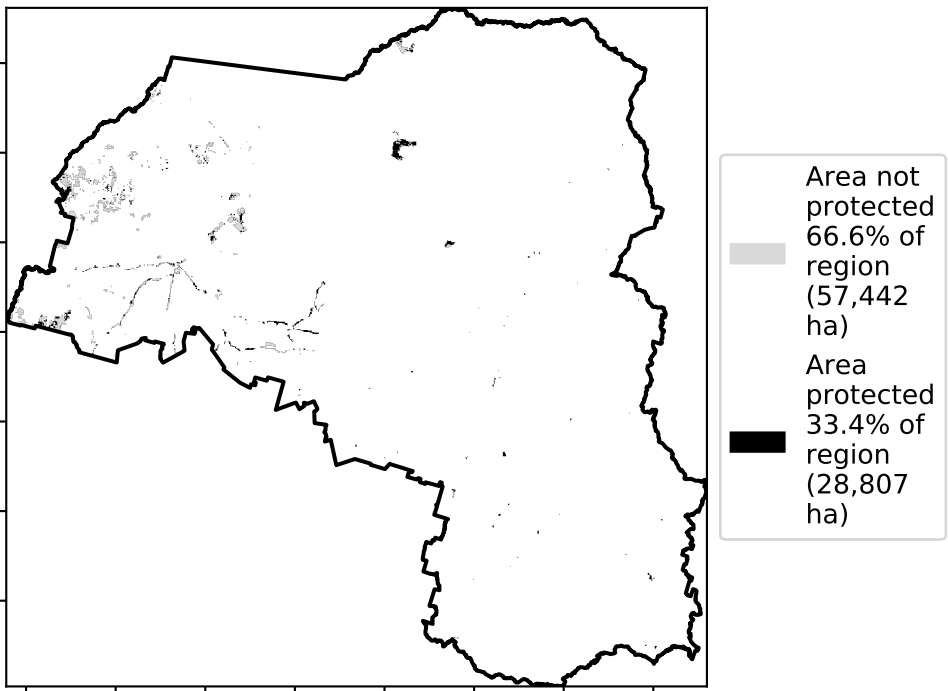 Area not
protected
66.6% of
region
(57,442
ha)
Area
protected
33.4% of
region
(28,807
ha)